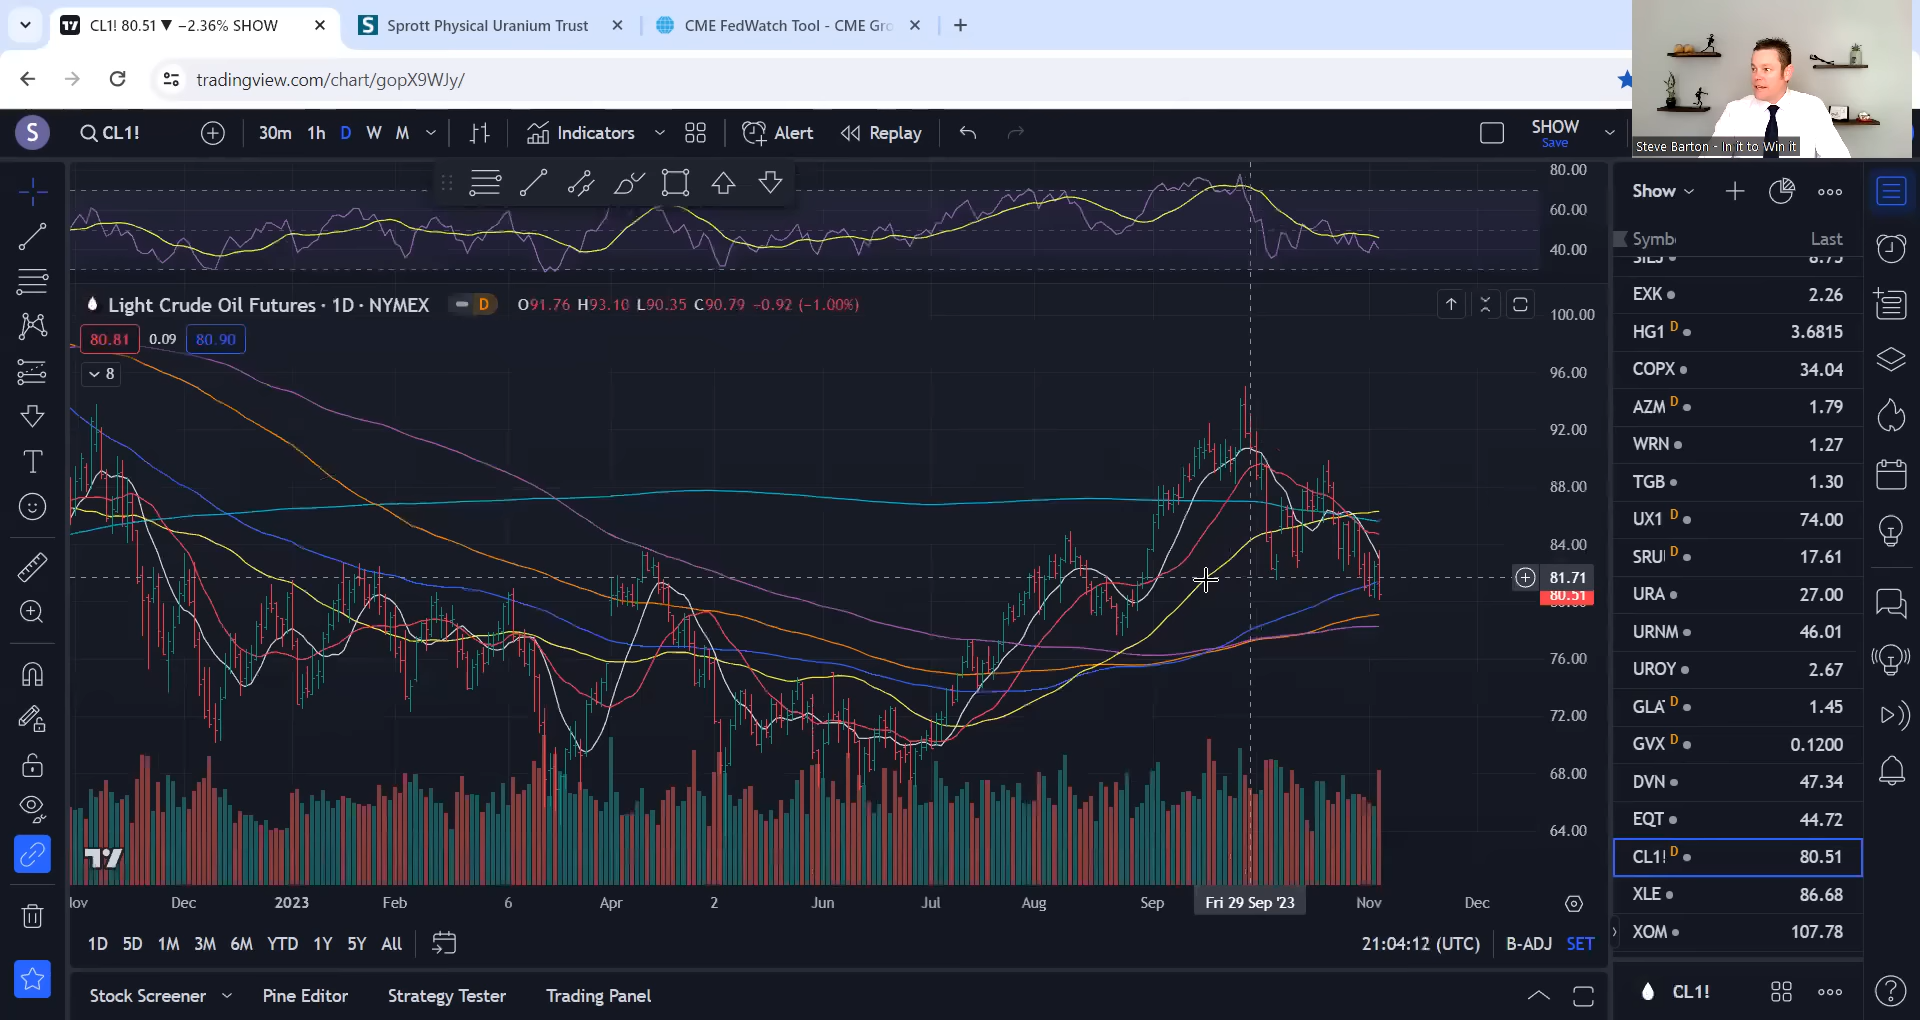 CL1! 80.51 ▼ −2.36% SHOW
Sprott Physical Uranium Trust
CME FedWatch Tool - CME Gro
tradingview.com/chart/gopX9WJy/
Steve Barton - In it to Win it
S
CL1!
30m 1h D W M
Indicators
Alert
Replay
SHOW
Save
80.00
60.00
40.00
Light Crude Oil Futures · 1D · NYMEX
D
O91.76 H93.10 L90.35 C90.79 −0.92 (−1.00%)
80.81 0.09 80.90
8
100.00
96.00
92.00
88.00
84.00
81.71
80.51
76.00
72.00
68.00
64.00
Dec 2023 Feb 6 Apr 2 Jun Jul Aug Sep Fri 29 Sep '23 Nov Dec
1D 5D 1M 3M 6M YTD 1Y 5Y All
21:04:12 (UTC) B-ADJ SET
Stock Screener Pine Editor Strategy Tester Trading Panel
Show
Symb Last
EXK 2.26
HG1 D 3.6815
COPX 34.04
AZM D 1.79
WRN 1.27
TGB 1.30
UX1 D 74.00
SRU D 17.61
URA 27.00
URNM 46.01
UROY 2.67
GLA D 1.45
GVX D 0.1200
DVN 47.34
EQT 44.72
CL1! D 80.51
XLE 86.68
XOM 107.78
CL1!